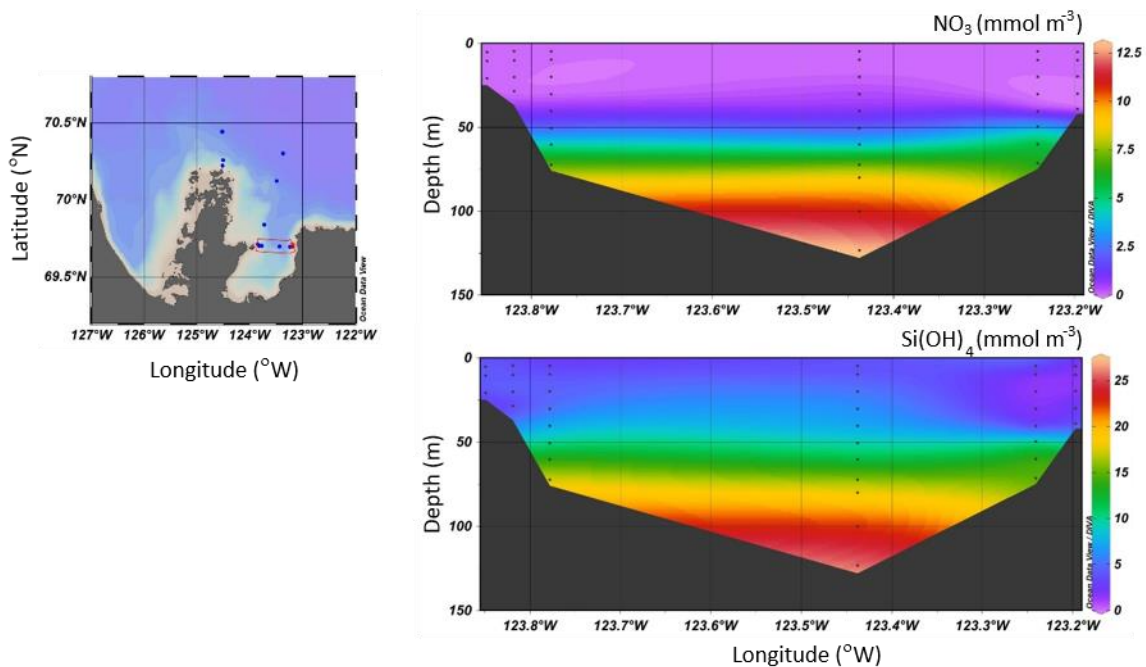 NO₃ (mmol m⁻³)
0
50
100
150
Depth (m)
123.8°W 123.7°W 123.6°W 123.5°W 123.4°W 123.3°W 123.2°W
12.5
10
7.5
5
2.5
0
Ocean Data View / DIVA
70.5°N
70°N
69.5°N
Latitude (°N)
127°W 126°W 125°W 124°W 123°W 122°W
Longitude (°W)
Ocean Data View
Si(OH)₄ (mmol m⁻³)
0
50
100
150
Depth (m)
123.8°W 123.7°W 123.6°W 123.5°W 123.4°W 123.3°W 123.2°W
Longitude (°W)
25
20
15
10
5
0
Ocean Data View / DIVA